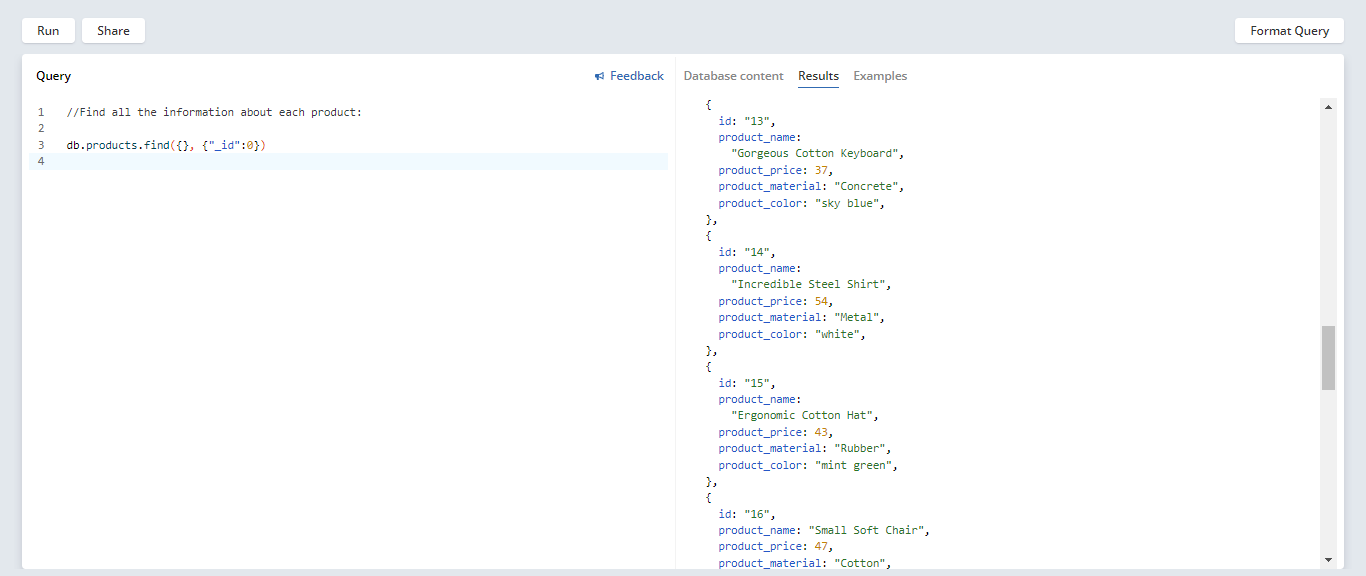 Run
Share
Format Query
Query
Feedback
1 //Find all the information about each product:
2
3 db.products.find({}, {"_id":0})
4
Database content
Results
Examples
{
id: "13",
product_name:
"Gorgeous Cotton Keyboard",
product_price: 37,
product_material: "Concrete",
product_color: "sky blue",
},
{
id: "14",
product_name:
"Incredible Steel Shirt",
product_price: 54,
product_material: "Metal",
product_color: "white",
},
{
id: "15",
product_name:
"Ergonomic Cotton Hat",
product_price: 43,
product_material: "Rubber",
product_color: "mint green",
},
{
id: "16",
product_name: "Small Soft Chair",
product_price: 47,
product_material: "Cotton",